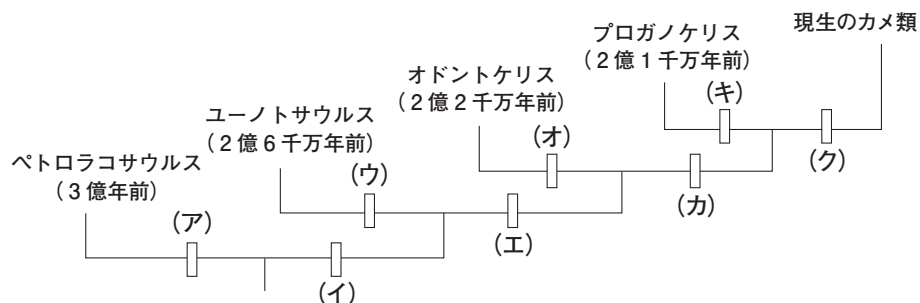 現生のカメ類
プロガノケリス
（２億１千万年前）
オドントケリス
（２億２千万年前）
ユーノトサウルス
（２億６千万年前）
ペトロラコサウルス
（３億年前）
（ア）
（イ）
（ウ）
（エ）
（オ）
（カ）
（キ）
（ク）